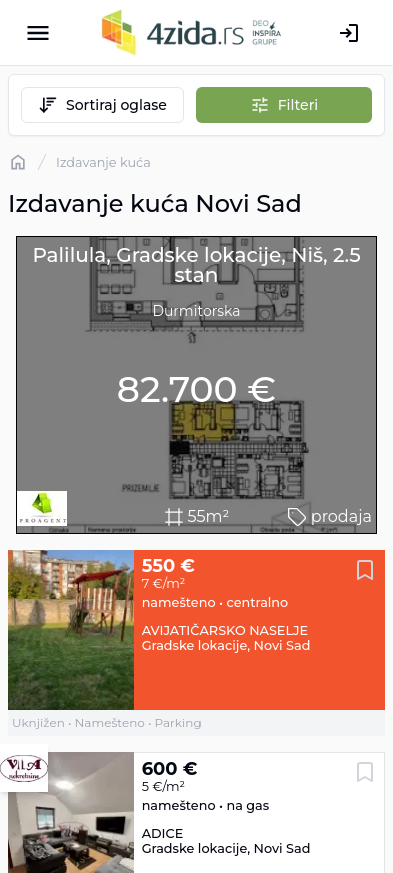 4zida.rs
DEO
INSPIRA
GRUPE
Sortiraj oglase
Filteri
Izdavanje kuća
Izdavanje kuća Novi Sad
Palilula, Gradske lokacije, Niš, 2.5
stan
Durmitorska
82.700 €
PRIZEMLJE
PROAGENT
55m²
prodaja
550 €
7 €/m²
namešteno • centralno
AVIJATIČARSKO NASELJE
Gradske lokacije, Novi Sad
Uknjižen • Namešteno • Parking
VitA
nekretnine
600 €
5 €/m²
namešteno • na gas
ADICE
Gradske lokacije, Novi Sad